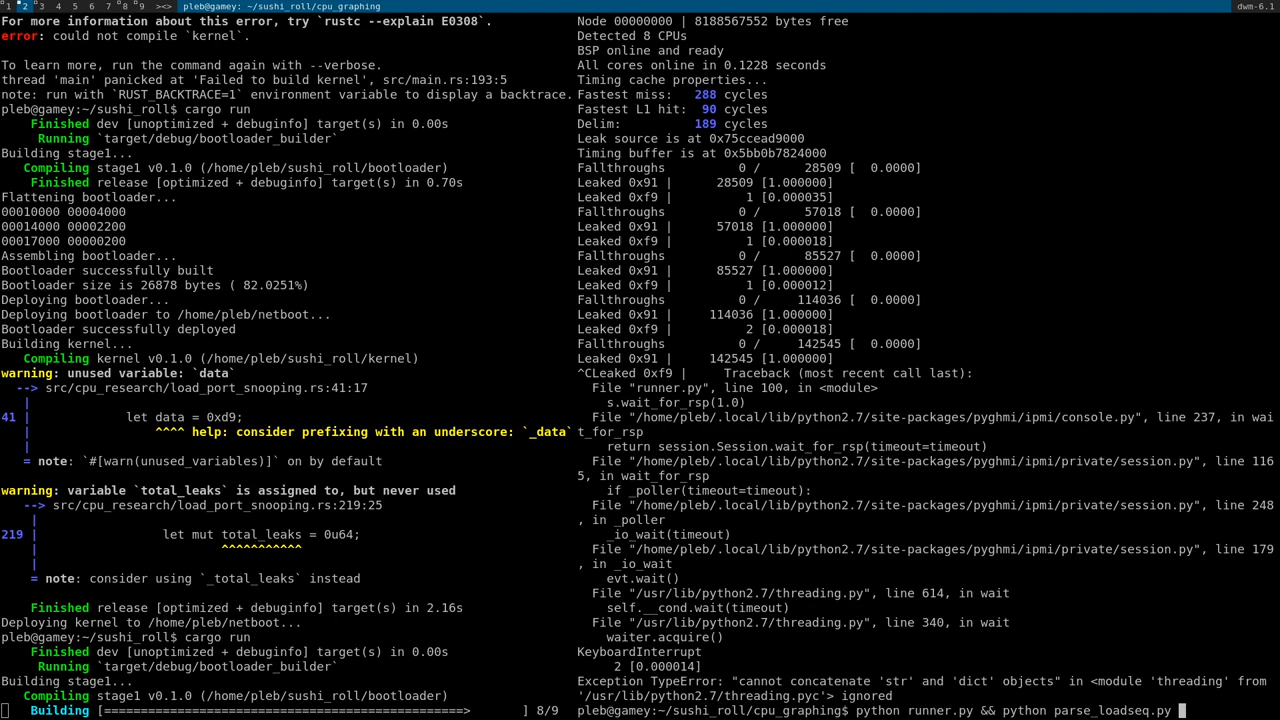 1 2 3 4 5 6 7 8 9 ><> pleb@gamey: ~/sushi_roll/cpu_graphing dwm-6.1
For more information about this error, try `rustc --explain E0308`.
error: could not compile `kernel`.
To learn more, run the command again with --verbose.
thread 'main' panicked at 'Failed to build kernel', src/main.rs:193:5
note: run with `RUST_BACKTRACE=1` environment variable to display a backtrace.
pleb@gamey:~/sushi_roll$ cargo run
Finished dev [unoptimized + debuginfo] target(s) in 0.00s
Running `target/debug/bootloader_builder`
Building stage1...
Compiling stage1 v0.1.0 (/home/pleb/sushi_roll/bootloader)
Finished release [optimized + debuginfo] target(s) in 0.70s
Flattening bootloader...
00010000 00004000
00014000 00002200
00017000 00000200
Assembling bootloader...
Bootloader successfully built
Bootloader size is 26878 bytes ( 82.0251%)
Deploying bootloader...
Deploying bootloader to /home/pleb/netboot...
Bootloader successfully deployed
Building kernel...
Compiling kernel v0.1.0 (/home/pleb/sushi_roll/kernel)
warning: unused variable: `data`
--> src/cpu_research/load_port_snooping.rs:41:17
|
41 | let data = 0xd9;
| ^^^^ help: consider prefixing with an underscore: `_data`
|
= note: `#[warn(unused_variables)]` on by default
warning: variable `total_leaks` is assigned to, but never used
--> src/cpu_research/load_port_snooping.rs:219:25
|
219 | let mut total_leaks = 0u64;
| ^^^^^^^^^^^
|
= note: consider using `_total_leaks` instead
Finished release [optimized + debuginfo] target(s) in 2.16s
Deploying kernel to /home/pleb/netboot...
pleb@gamey:~/sushi_roll$ cargo run
Finished dev [unoptimized + debuginfo] target(s) in 0.00s
Running `target/debug/bootloader_builder`
Building stage1...
Compiling stage1 v0.1.0 (/home/pleb/sushi_roll/bootloader)
Building [=================================================> ] 8/9
Node 00000000 | 8188567552 bytes free
Detected 8 CPUs
BSP online and ready
All cores online in 0.1228 seconds
Timing cache properties...
Fastest miss: 288 cycles
Fastest L1 hit: 90 cycles
Delim: 189 cycles
Leak source is at 0x75ccead9000
Timing buffer is at 0x5bb0b7824000
Fallthroughs 0 / 28509 [ 0.0000]
Leaked 0x91 | 28509 [1.000000]
Leaked 0xf9 | 1 [0.000035]
Fallthroughs 0 / 57018 [ 0.0000]
Leaked 0x91 | 57018 [1.000000]
Leaked 0xf9 | 1 [0.000018]
Fallthroughs 0 / 85527 [ 0.0000]
Leaked 0x91 | 85527 [1.000000]
Leaked 0xf9 | 1 [0.000012]
Fallthroughs 0 / 114036 [ 0.0000]
Leaked 0x91 | 114036 [1.000000]
Leaked 0xf9 | 2 [0.000018]
Fallthroughs 0 / 142545 [ 0.0000]
Leaked 0x91 | 142545 [1.000000]
^CLeaked 0xf9 | Traceback (most recent call last):
File "runner.py", line 100, in <module>
s.wait_for_rsp(1.0)
File "/home/pleb/.local/lib/python2.7/site-packages/pyghmi/ipmi/console.py", line 237, in wai
t_for_rsp
return session.Session.wait_for_rsp(timeout=timeout)
File "/home/pleb/.local/lib/python2.7/site-packages/pyghmi/ipmi/private/session.py", line 116
5, in wait_for_rsp
if _poller(timeout=timeout):
File "/home/pleb/.local/lib/python2.7/site-packages/pyghmi/ipmi/private/session.py", line 248
, in _poller
_io_wait(timeout)
File "/home/pleb/.local/lib/python2.7/site-packages/pyghmi/ipmi/private/session.py", line 179
, in _io_wait
evt.wait()
File "/usr/lib/python2.7/threading.py", line 614, in wait
self.__cond.wait(timeout)
File "/usr/lib/python2.7/threading.py", line 340, in wait
waiter.acquire()
KeyboardInterrupt
2 [0.000014]
Exception TypeError: "cannot concatenate 'str' and 'dict' objects" in <module 'threading' from
'/usr/lib/python2.7/threading.pyc'> ignored
pleb@gamey:~/sushi_roll/cpu_graphing$ python runner.py && python parse_loadseq.py